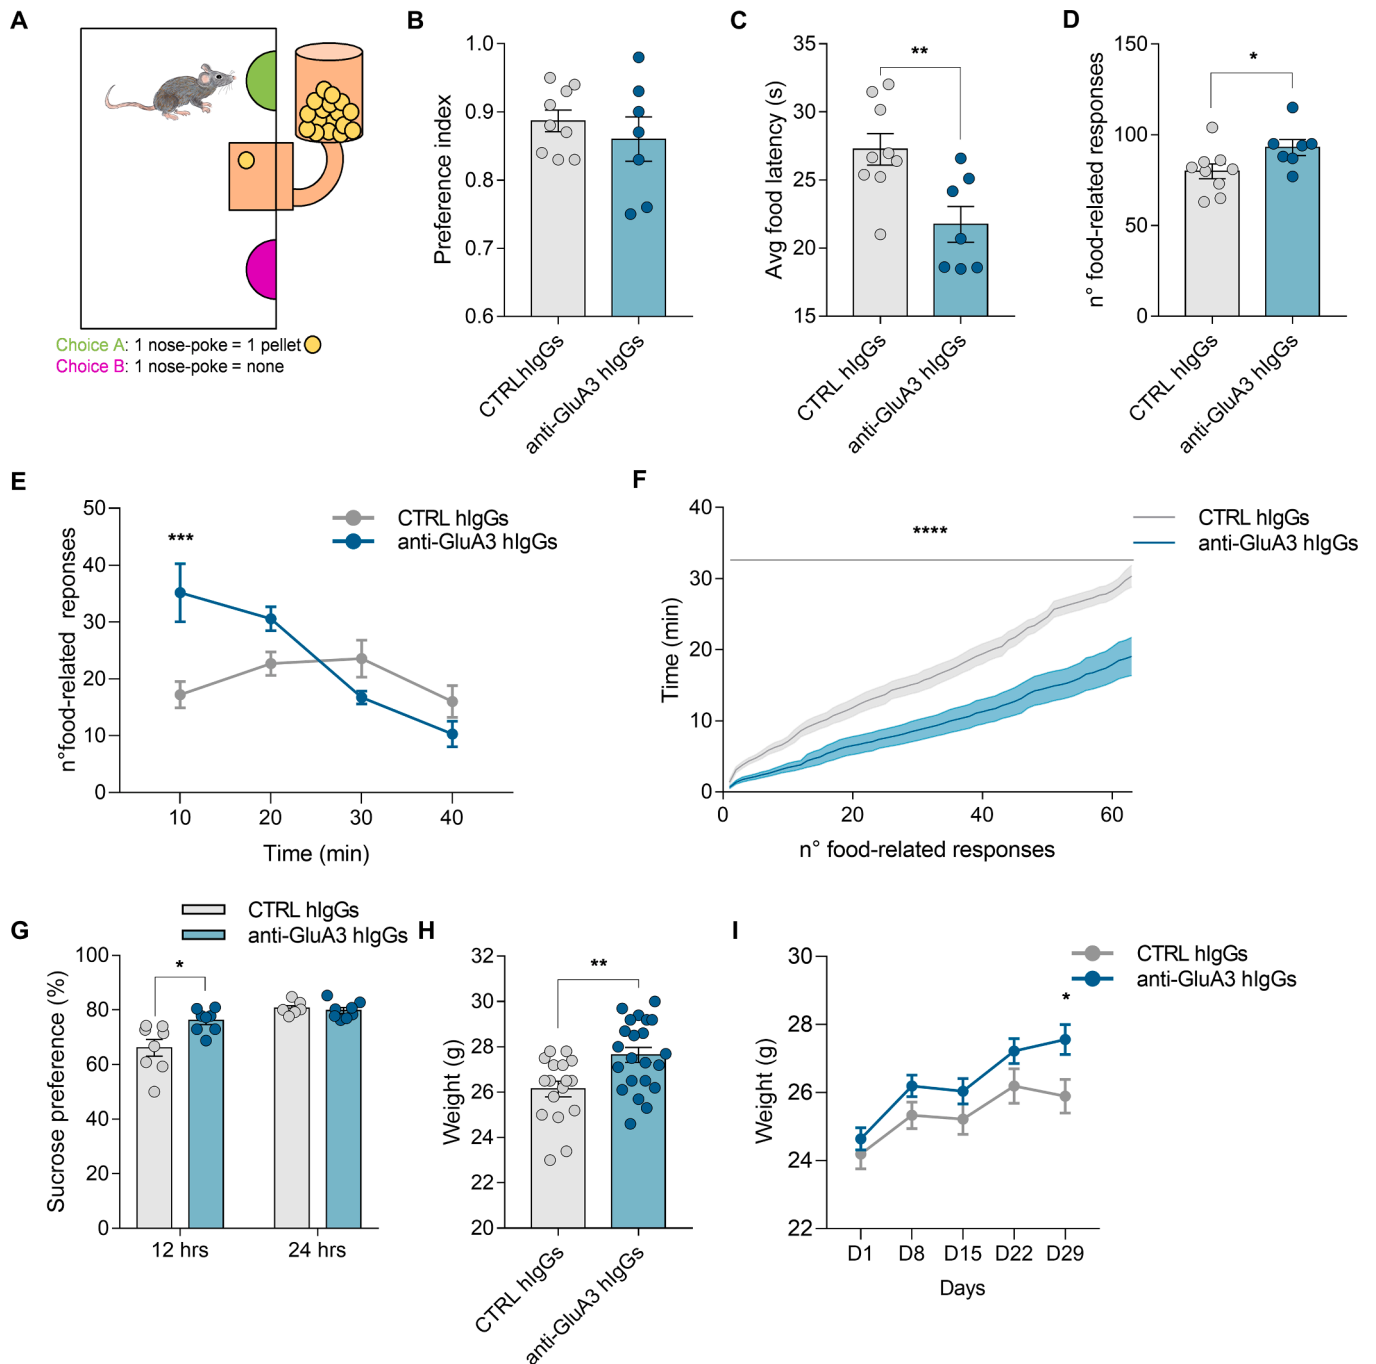 A
Choice A: 1 nose-poke = 1 pellet
Choice B: 1 nose-poke = none
B
Preference index
1.0
0.9
0.8
0.7
0.6
CTRLhIgGs
anti-GluA3 hIgGs
C
Avg food latency (s)
35
30
25
20
15
**
CTRL hIgGs
anti-GluA3 hIgGs
D
n° food-related responses
150
100
50
0
*
CTRL hIgGs
anti-GluA3 hIgGs
E
n°food-related reponses
50
40
30
20
10
0
***
CTRL hIgGs
anti-GluA3 hIgGs
10 20 30 40
Time (min)
F
Time (min)
40
30
20
10
0
****
CTRL hIgGs
anti-GluA3 hIgGs
0 20 40 60
n° food-related responses
G
CTRL hIgGs
anti-GluA3 hIgGs
Sucrose preference (%)
100
80
60
40
20
0
*
12 hrs 24 hrs
H
Weight (g)
32
30
28
26
24
22
20
**
CTRL hIgGs
anti-GluA3 hIgGs
I
Weight (g)
30
28
26
24
22
CTRL hIgGs
anti-GluA3 hIgGs
*
D1 D8 D15 D22 D29
Days